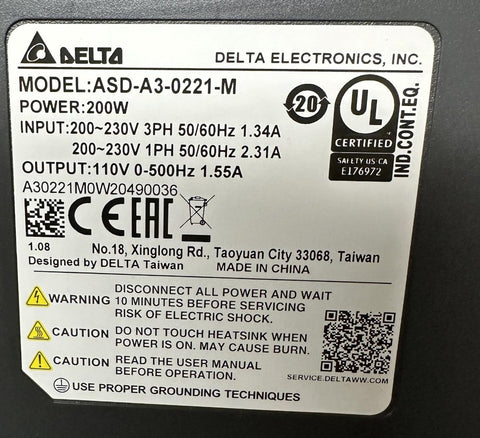 DELTA DELTA ELECTRONICS, INC.
MODEL:ASD-A3-0221-M
POWER:200W
INPUT:200~230V 3PH 50/60Hz 1.34A
200~230V 1PH 50/60Hz 2.31A
OUTPUT:110V 0-500Hz 1.55A
A30221M0W20490036
20
UL
CERTIFIED
SAFETY US CA
E176972
IND.CONT.EQ.
CE EAC
1.08
No.18, Xinglong Rd., Taoyuan City 33068, Taiwan
Designed by DELTA Taiwan MADE IN CHINA
WARNING DISCONNECT ALL POWER AND WAIT
10 MINUTES BEFORE SERVICING
RISK OF ELECTRIC SHOCK.
CAUTION DO NOT TOUCH HEATSINK WHEN
POWER IS ON. MAY CAUSE BURN.
CAUTION READ THE USER MANUAL
BEFORE OPERATION.
SERVICE.DELTAWW.COM
USE PROPER GROUNDING TECHNIQUES